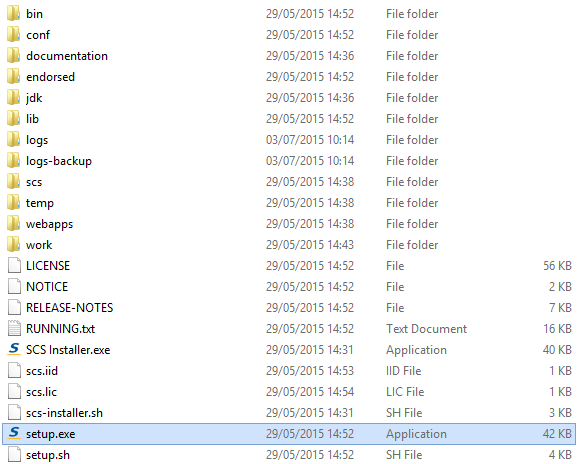 bin 29/05/2015 14:52 File folder
conf 29/05/2015 14:52 File folder
documentation 29/05/2015 14:36 File folder
endorsed 29/05/2015 14:52 File folder
jdk 29/05/2015 14:36 File folder
lib 29/05/2015 14:52 File folder
logs 03/07/2015 10:14 File folder
logs-backup 03/07/2015 10:14 File folder
scs 29/05/2015 14:38 File folder
temp 29/05/2015 14:38 File folder
webapps 29/05/2015 14:38 File folder
work 29/05/2015 14:43 File folder
LICENSE 29/05/2015 14:52 File 56 KB
NOTICE 29/05/2015 14:52 File 2 KB
RELEASE-NOTES 29/05/2015 14:52 File 7 KB
RUNNING.txt 29/05/2015 14:52 Text Document 16 KB
SCS Installer.exe 29/05/2015 14:31 Application 40 KB
scs.iid 29/05/2015 14:53 IID File 1 KB
scs.lic 29/05/2015 14:54 LIC File 1 KB
scs-installer.sh 29/05/2015 14:31 SH File 3 KB
setup.exe 29/05/2015 14:52 Application 42 KB
setup.sh 29/05/2015 14:52 SH File 4 KB